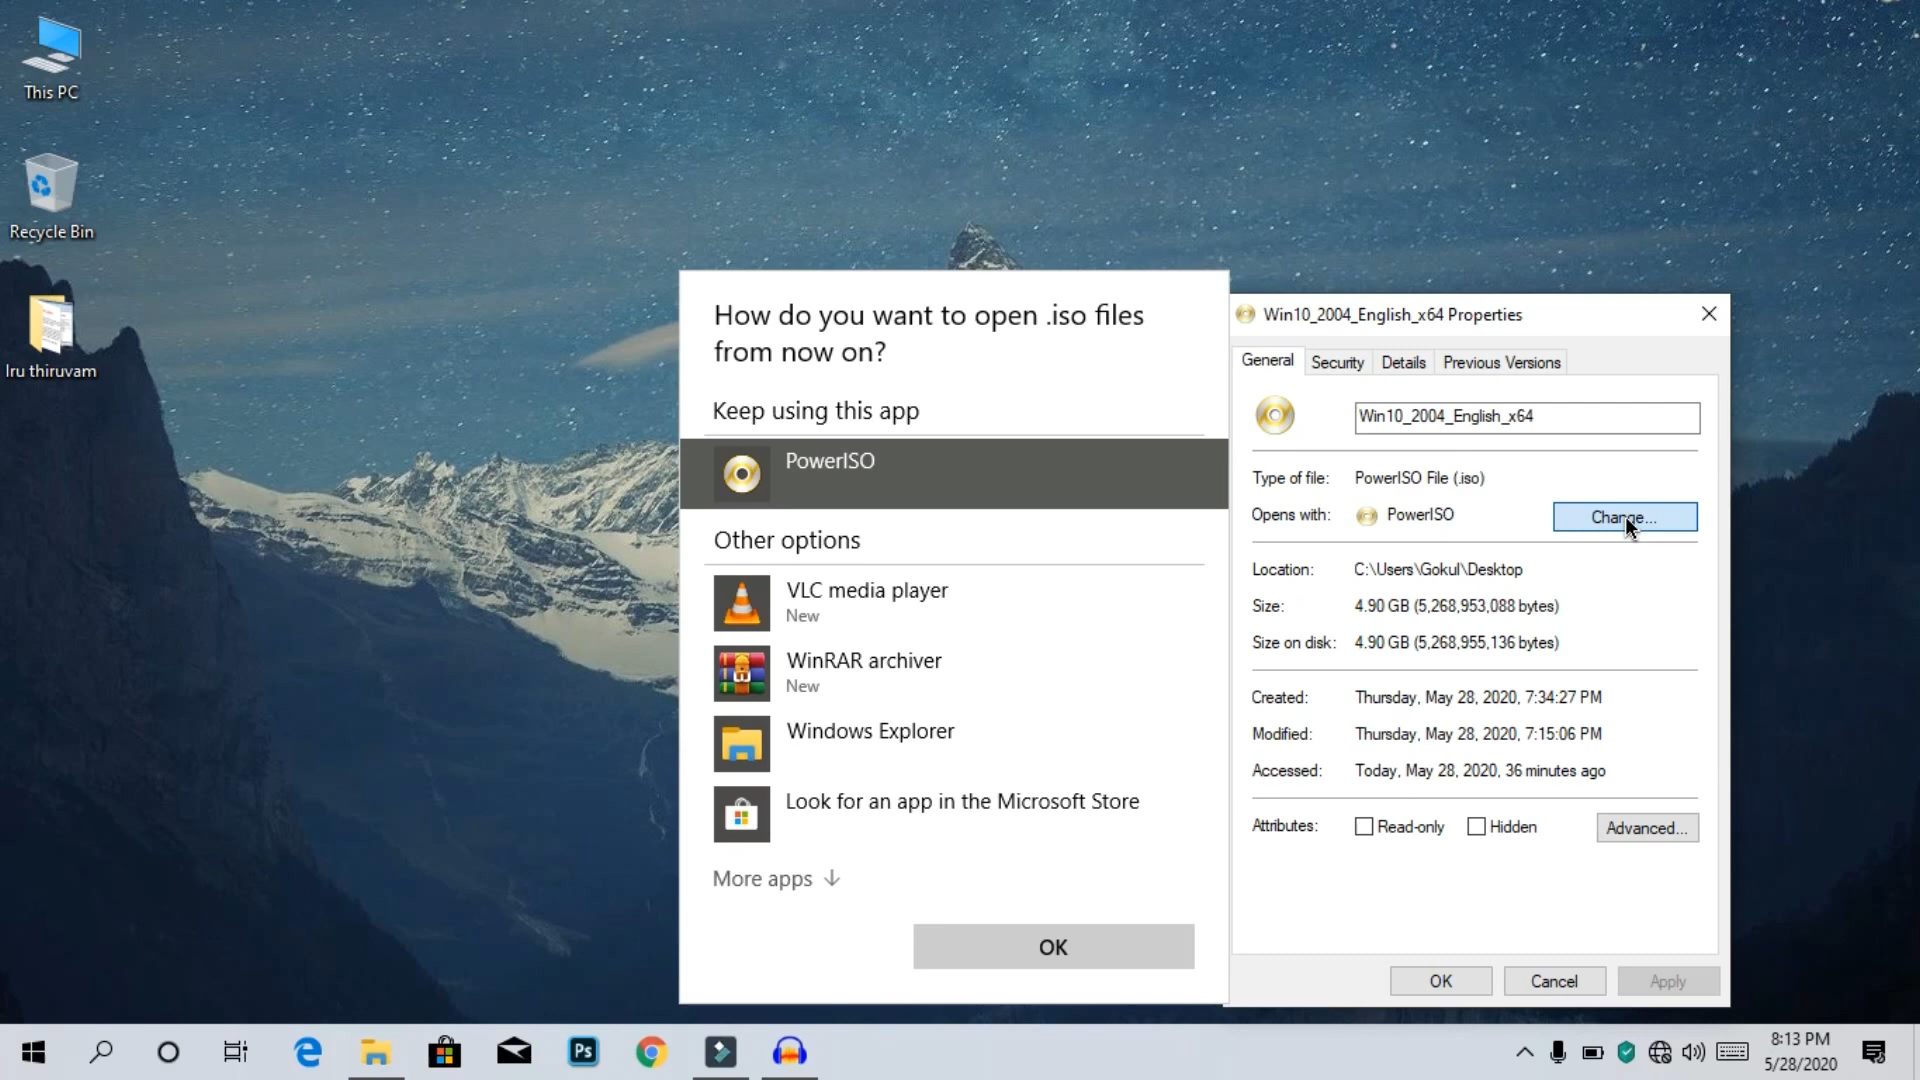 This PC
Recycle Bin
Iru thiruvam
How do you want to open .iso files
from now on?
Keep using this app
PowerISO
Other options
VLC media player
New
WinRAR archiver
New
Windows Explorer
Look for an app in the Microsoft Store
More apps
OK
Win10_2004_English_x64 Properties
General Security Details Previous Versions
Win10_2004_English_x64
Type of file: PowerISO File (.iso)
Opens with: PowerISO Change...
Location: C:\Users\Gokul\Desktop
Size: 4.90 GB (5,268,953,088 bytes)
Size on disk: 4.90 GB (5,268,955,136 bytes)
Created: Thursday, May 28, 2020, 7:34:27 PM
Modified: Thursday, May 28, 2020, 7:15:06 PM
Accessed: Today, May 28, 2020, 36 minutes ago
Attributes: Read-only Hidden Advanced...
OK Cancel Apply
Ps
8:13 PM
5/28/2020